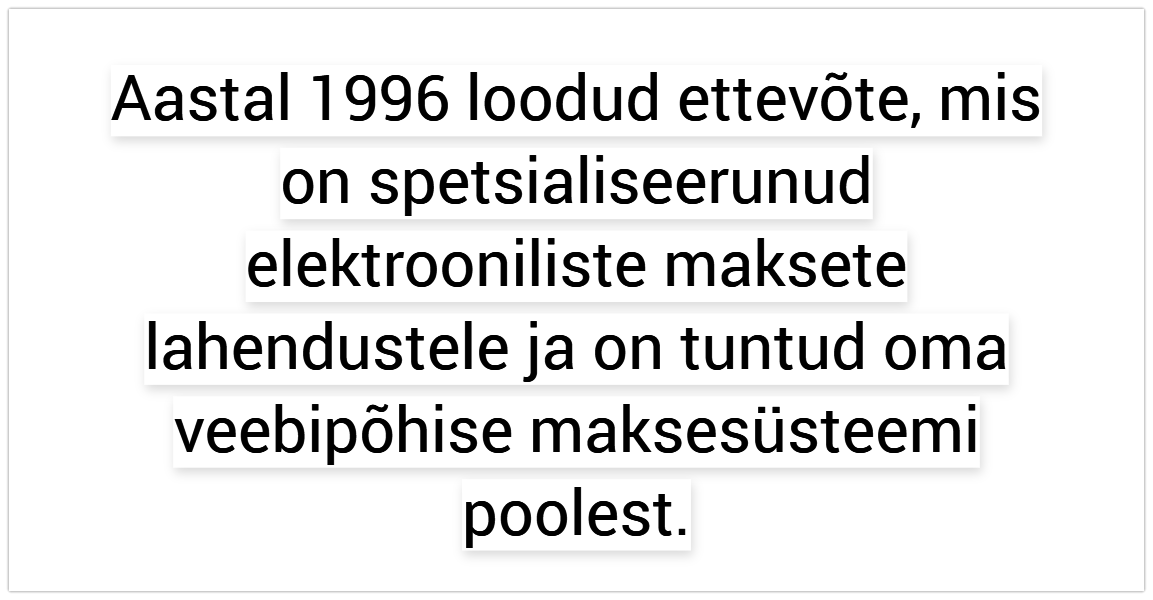 Aastal 1996 loodud ettevõte, mis
on spetsialiseerunud
elektrooniliste maksete
lahendustele ja on tuntud oma
veebipõhise maksesüsteemi
poolest.